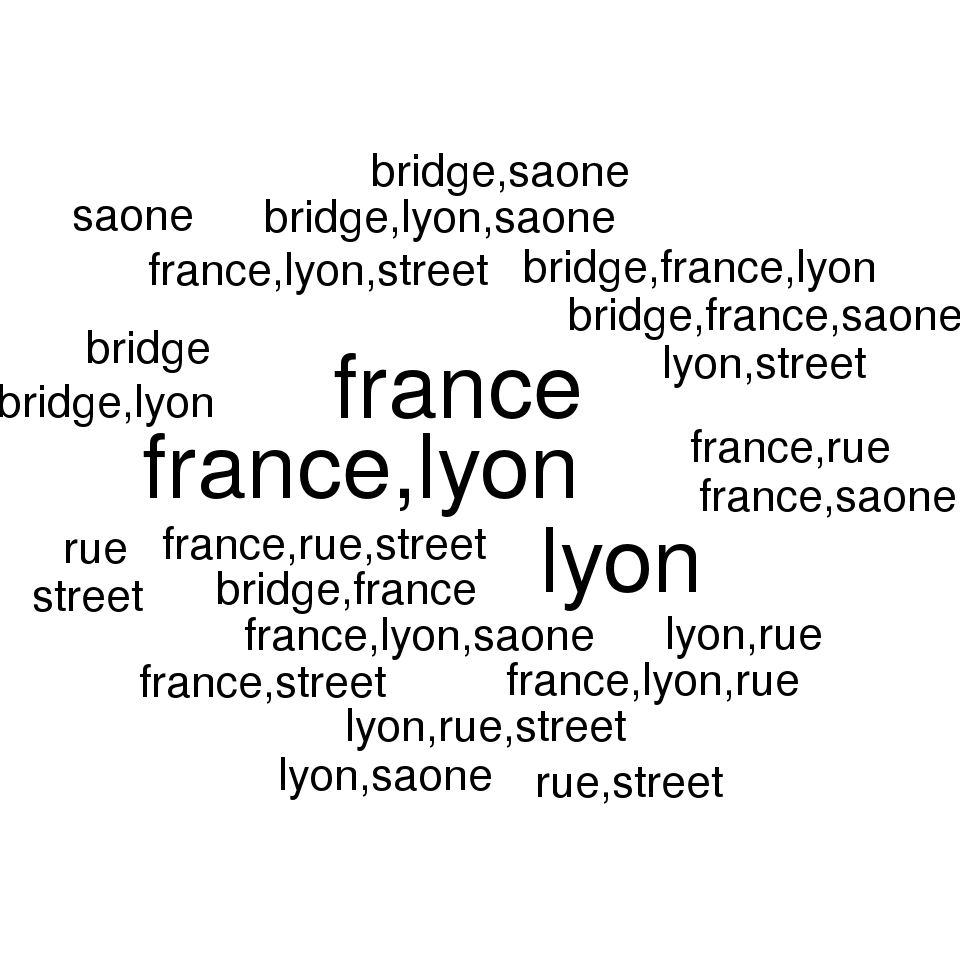 bridge,saone
saone
bridge,lyon,saone
france,lyon,street
bridge,france,lyon
bridge,france,saone
bridge
lyon,street
bridge,lyon
france
france,rue
france,lyon
france,saone
rue
france,rue,street
lyon
street
bridge,france
france,lyon,saone
lyon,rue
france,street
france,lyon,rue
lyon,rue,street
lyon,saone
rue,street